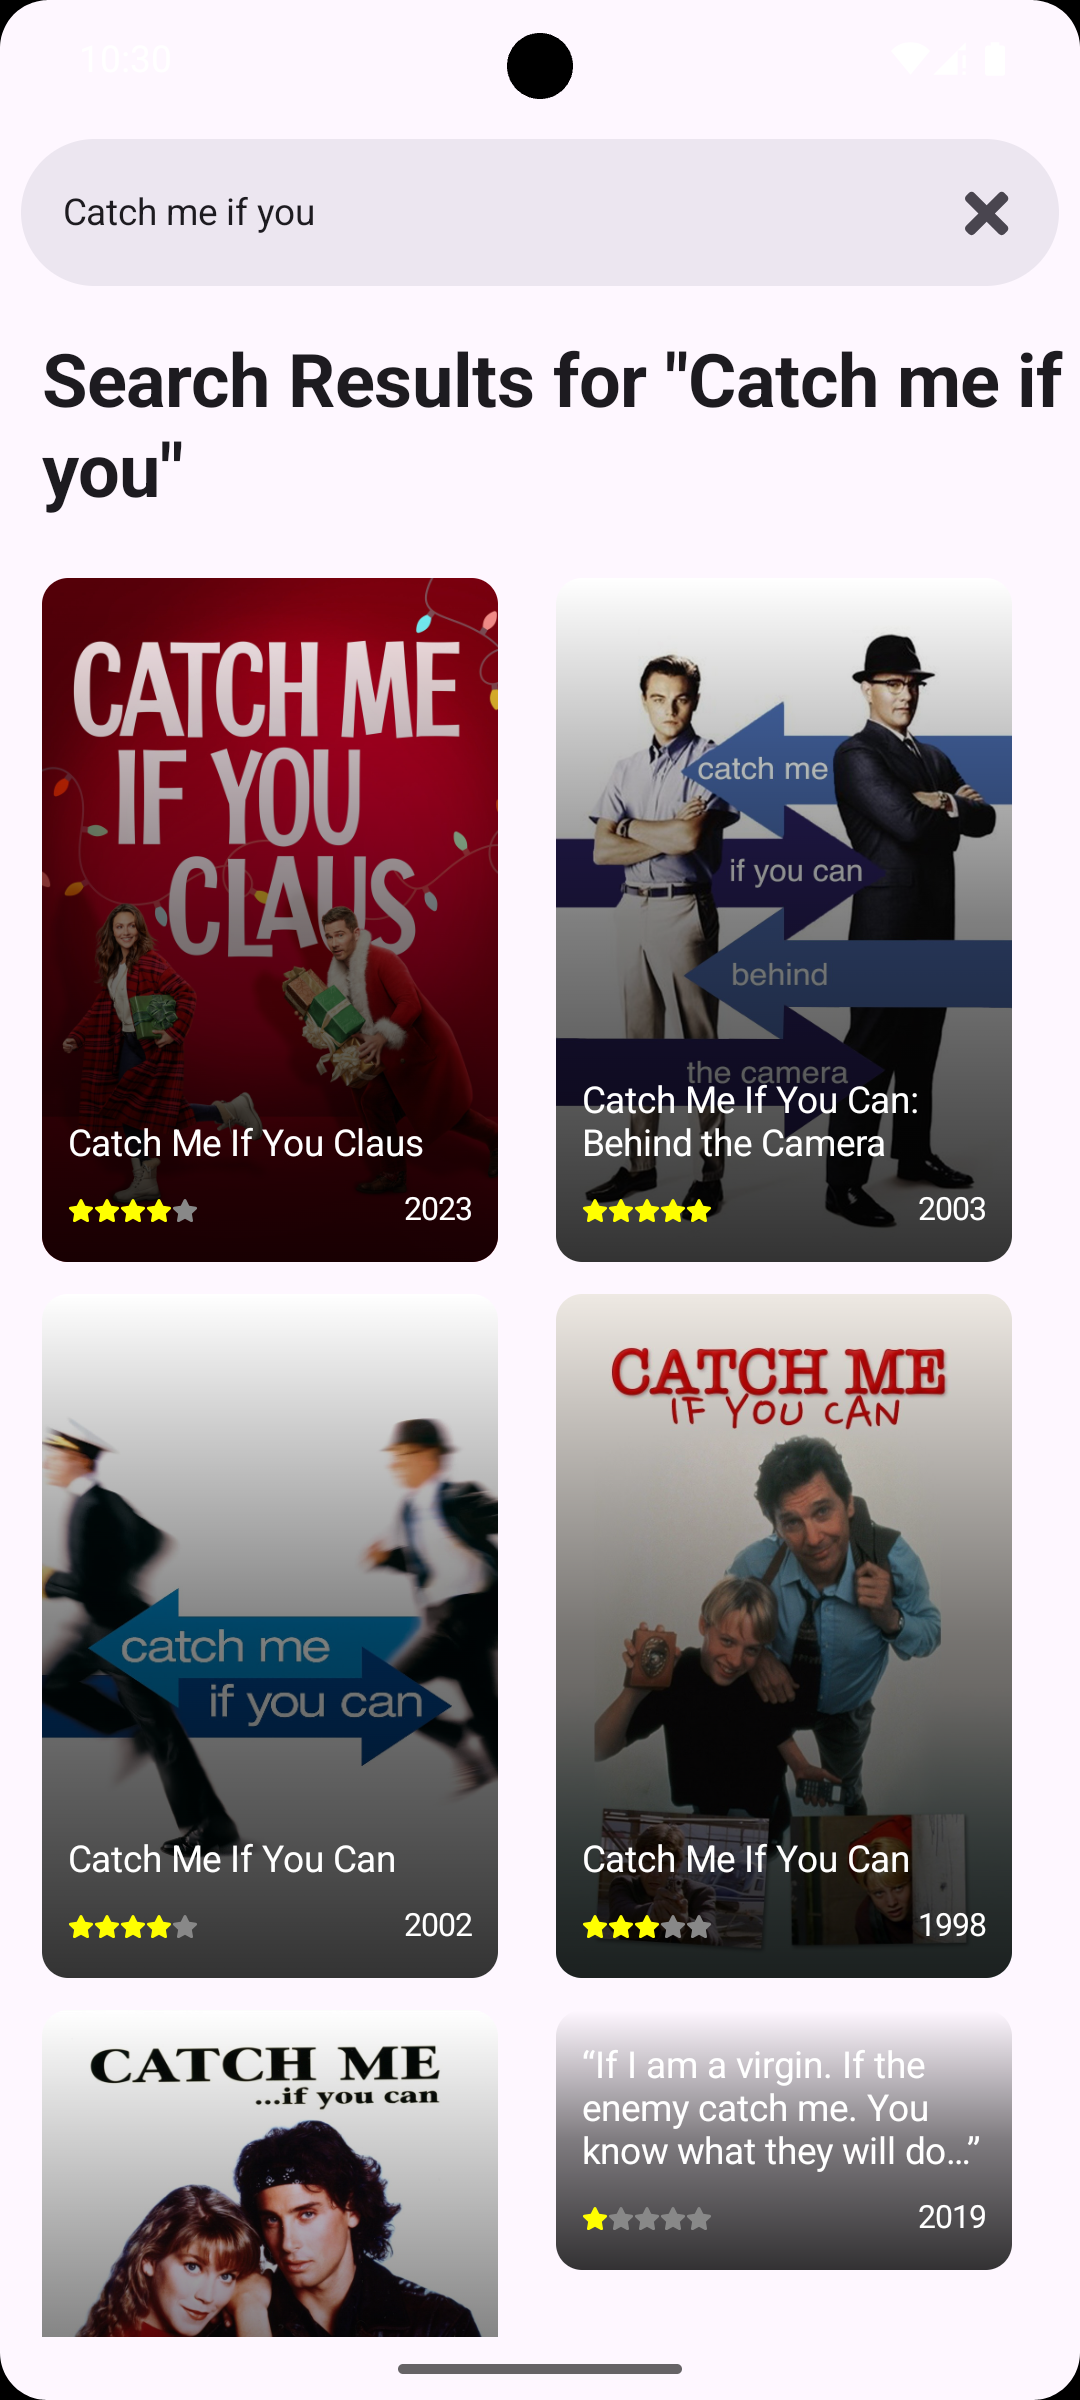 10:30
Catch me if you
Search Results for "Catch me if
you"
CATCH ME
IF YOU
CLAUS
Catch Me If You Claus
2023
catch me
if you can
behind
the camera
Catch Me If You Can:
Behind the Camera
2003
catch me
if you can
Catch Me If You Can
2002
CATCH ME
IF YOU CAN
Catch Me If You Can
1998
CATCH ME
...if you can
“If I am a virgin. If the
enemy catch me. You
know what they will do…”
2019